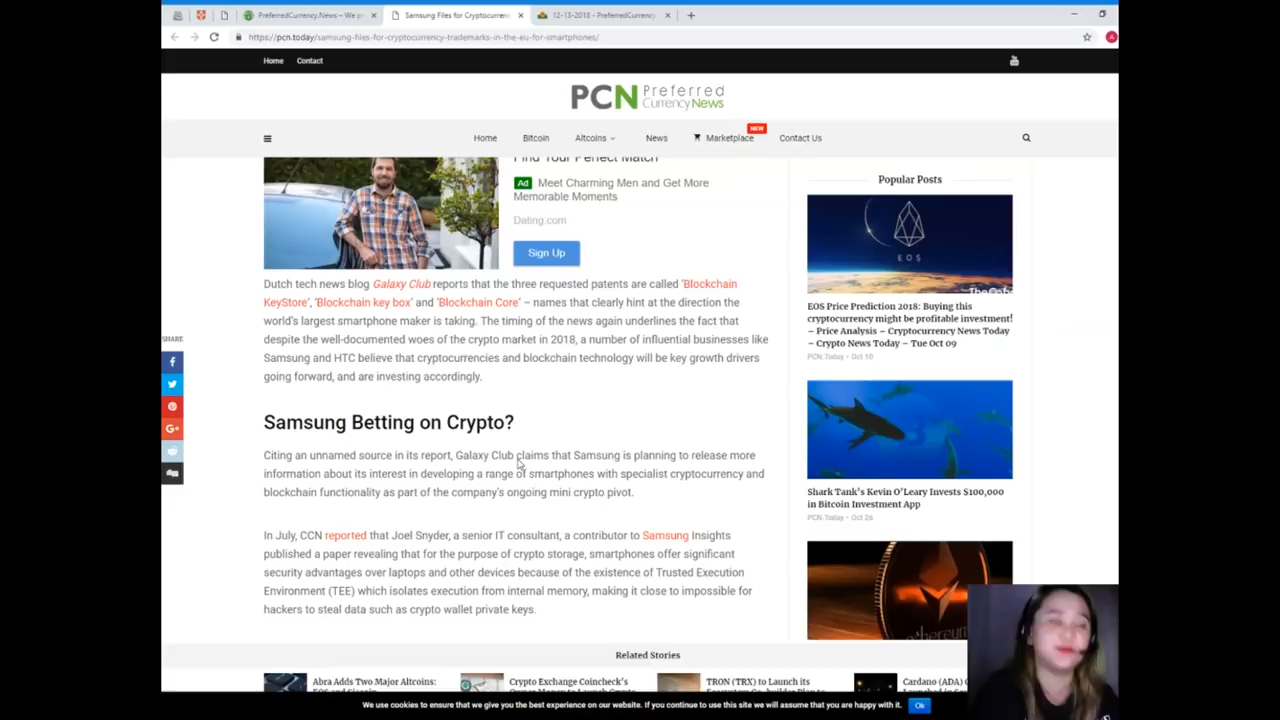 PreferredCurrency.News – We pr
Samsung Files for Cryptocurren
12-13-2018 - PreferredCurrency
https://pcn.today/samsung-files-for-cryptocurrency-trademarks-in-the-eu-for-smartphones/
A
Home Contact
PCN Preferred
Currency News
NEW
Home Bitcoin Altcoins News Marketplace Contact Us
Find Your Perfect Match
Ad Meet Charming Men and Get More
Memorable Moments
Dating.com
Sign Up
Dutch tech news blog Galaxy Club reports that the three requested patents are called 'Blockchain
KeyStore', 'Blockchain key box' and 'Blockchain Core' – names that clearly hint at the direction the
world's largest smartphone maker is taking. The timing of the news again underlines the fact that
despite the well-documented woes of the crypto market in 2018, a number of influential businesses like
Samsung and HTC believe that cryptocurrencies and blockchain technology will be key growth drivers
going forward, and are investing accordingly.
Samsung Betting on Crypto?
Citing an unnamed source in its report, Galaxy Club claims that Samsung is planning to release more
information about its interest in developing a range of smartphones with specialist cryptocurrency and
blockchain functionality as part of the company's ongoing mini crypto pivot.
In July, CCN reported that Joel Snyder, a senior IT consultant, a contributor to Samsung Insights
published a paper revealing that for the purpose of crypto storage, smartphones offer significant
security advantages over laptops and other devices because of the existence of Trusted Execution
Environment (TEE) which isolates execution from internal memory, making it close to impossible for
hackers to steal data such as crypto wallet private keys.
SHARE
Popular Posts
EOS
EOS Price Prediction 2018: Buying this
cryptocurrency might be profitable investment!
– Price Analysis – Cryptocurrency News Today
– Crypto News Today – Tue Oct 09
PCN.Today • Oct 10
Shark Tank's Kevin O'Leary Invests $100,000
in Bitcoin Investment App
PCN.Today • Oct 26
Related Stories
Abra Adds Two Major Altcoins:
Crypto Exchange Coincheck's
TRON (TRX) to Launch its
Cardano (ADA)
We use cookies to ensure that we give you the best experience on our website. If you continue to use this site we will assume that you are happy with it. Ok